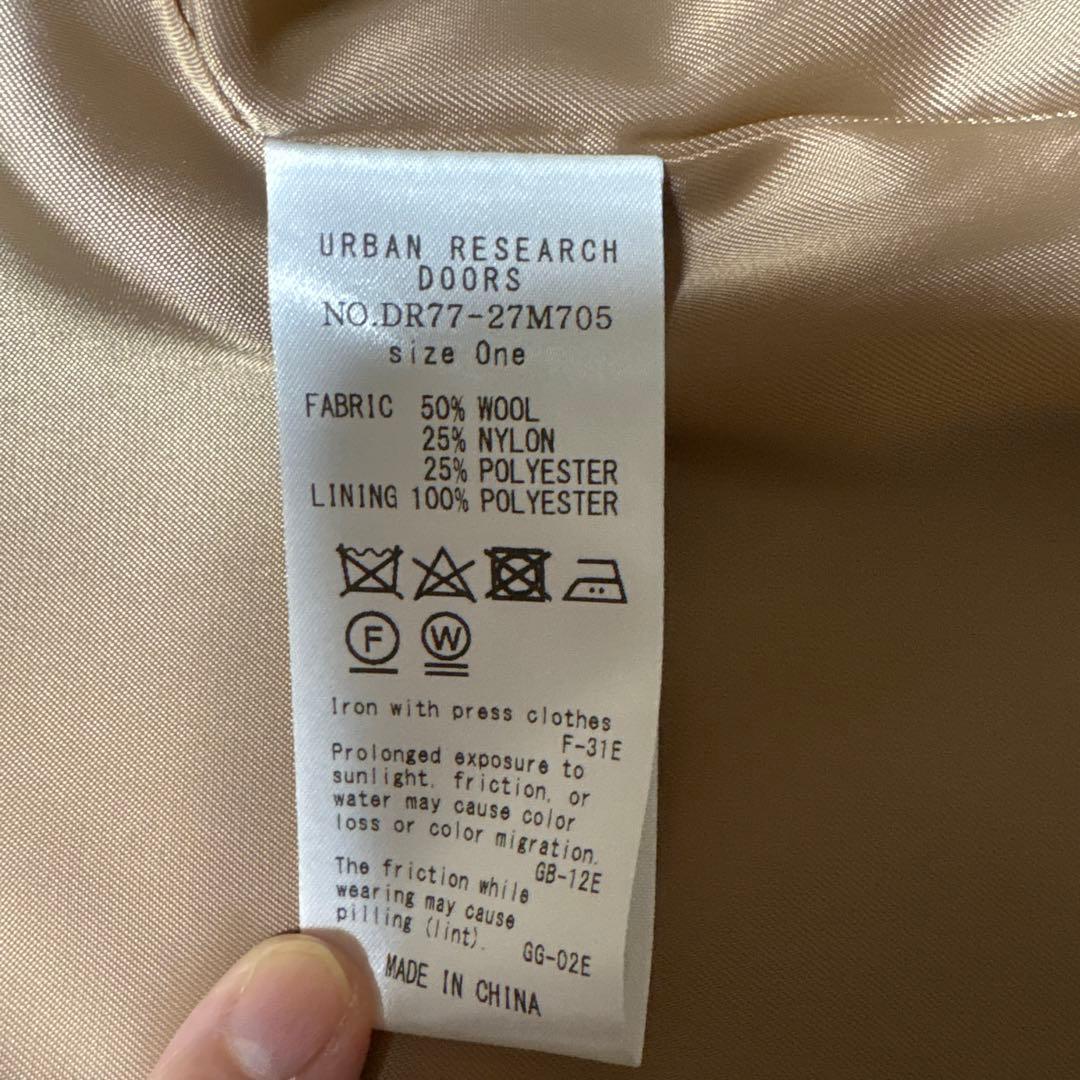 URBAN RESEARCH
DOORS
NO.DR77-27M705
size One
FABRIC 50% WOOL
25% NYLON
25% POLYESTER
LINING 100% POLYESTER
F W
Iron with press clothes
F-31E
Prolonged exposure to
sunlight, friction, or
water may cause color
loss or color migration.
GB-12E
The friction while
wearing may cause
pilling (lint).
GG-02E
MADE IN CHINA